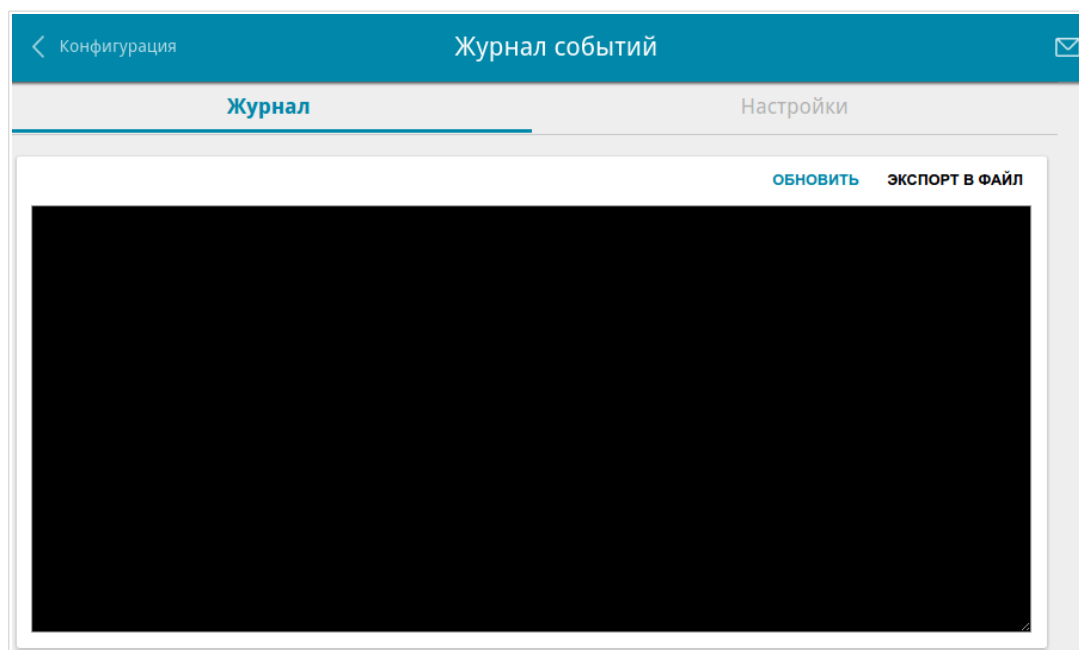 Конфигурация
Журнал событий
Журнал
Настройки
ОБНОВИТЬ ЭКСПОРТ В ФАЙЛ